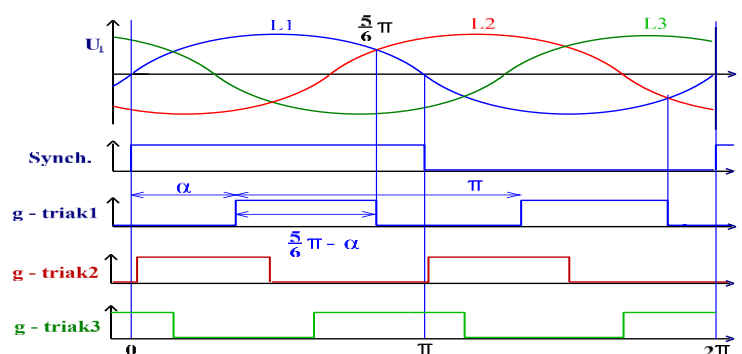 L1
5/6 π
L2
L3
U_L
Synch.
α
π
g - triak1
5/6 π - α
g - triak2
g - triak3
0
π
2π